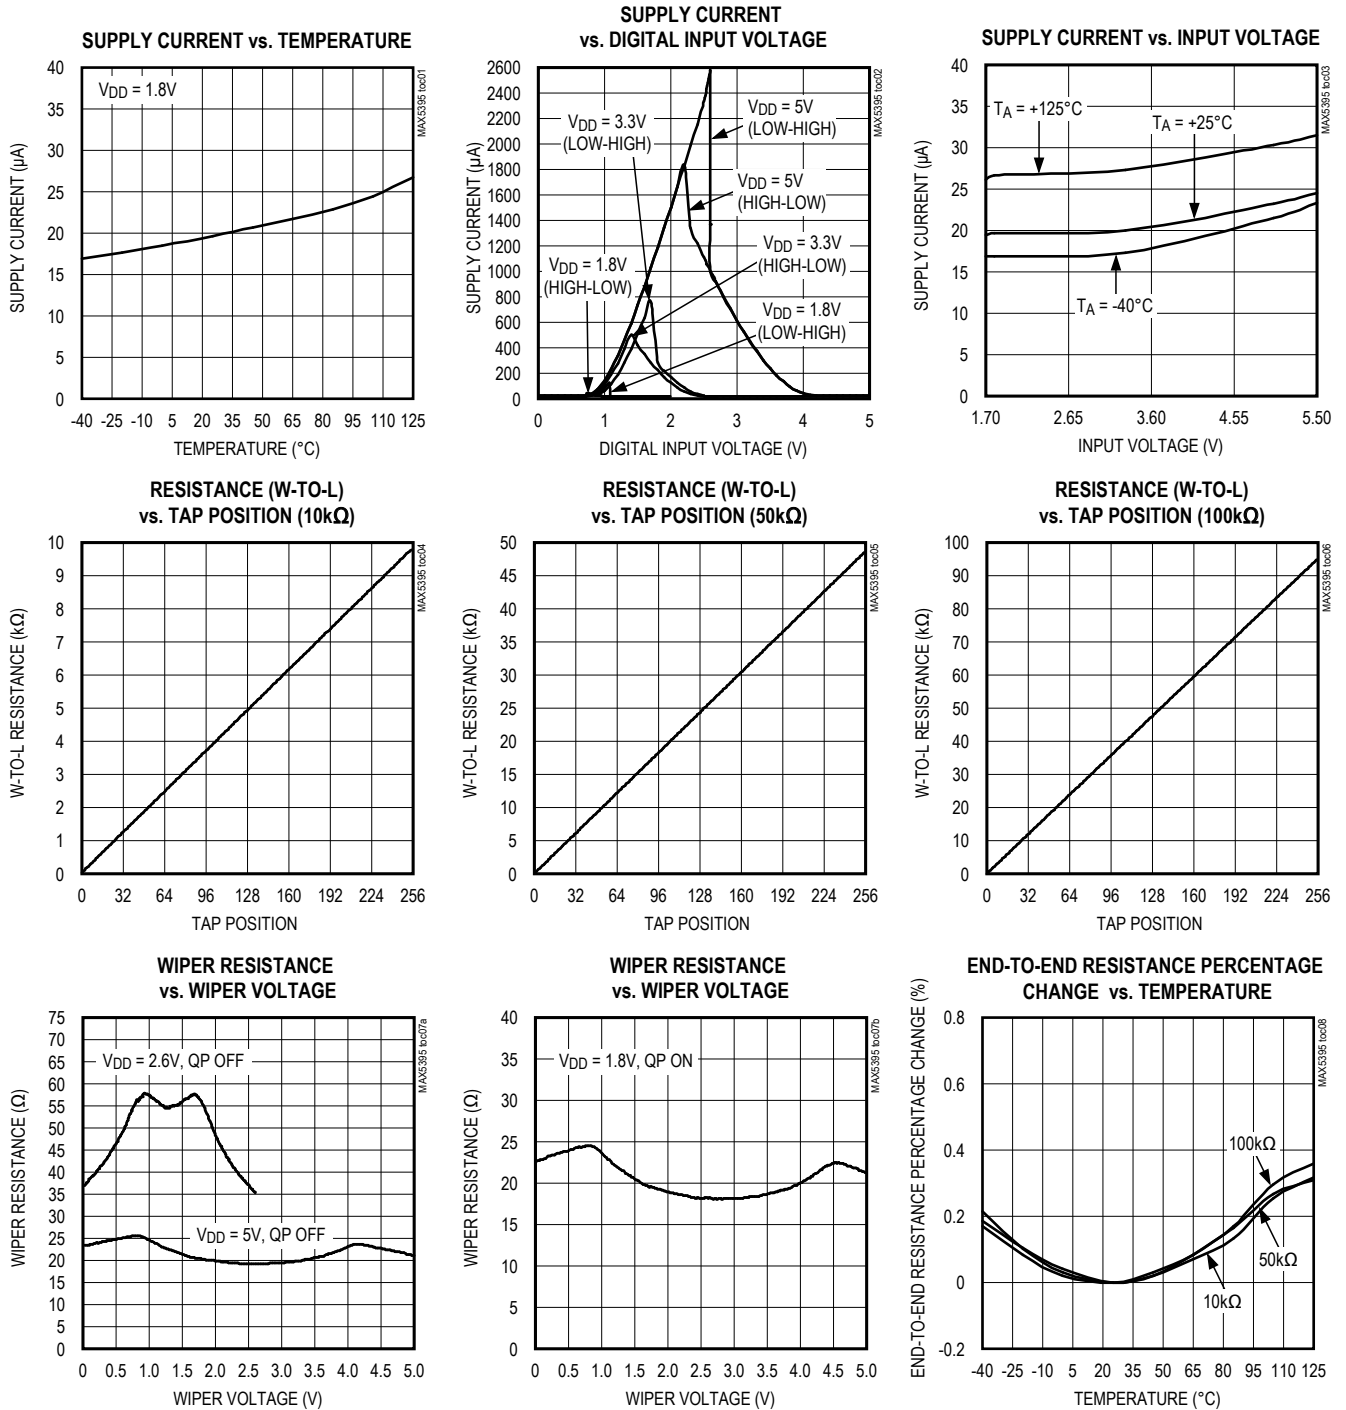 SUPPLY CURRENT vs. TEMPERATURE
MAX5395 toc01
VDD = 1.8V
SUPPLY CURRENT (µA)
40
35
30
25
20
15
10
5
0
-40 -25 -10 5 20 35 50 65 80 95 110 125
TEMPERATURE (°C)
SUPPLY CURRENT
vs. DIGITAL INPUT VOLTAGE
MAX5395 toc02
SUPPLY CURRENT (µA)
2600
2400
2200
2000
1800
1600
1400
1200
1000
800
600
400
200
0
VDD = 5V
(LOW-HIGH)
VDD = 3.3V
(LOW-HIGH)
VDD = 5V
(HIGH-LOW)
VDD = 3.3V
(HIGH-LOW)
VDD = 1.8V
(HIGH-LOW)
VDD = 1.8V
(LOW-HIGH)
0 1 2 3 4 5
DIGITAL INPUT VOLTAGE (V)
SUPPLY CURRENT vs. INPUT VOLTAGE
MAX5395 toc03
SUPPLY CURRENT (µA)
40
35
30
25
20
15
10
5
0
TA = +125°C
TA = +25°C
TA = -40°C
1.70 2.65 3.60 4.55 5.50
INPUT VOLTAGE (V)
RESISTANCE (W-TO-L)
vs. TAP POSITION (10kΩ)
MAX5395 toc04
W-TO-L RESISTANCE (kΩ)
10
9
8
7
6
5
4
3
2
1
0
0 32 64 96 128 160 192 224 256
TAP POSITION
RESISTANCE (W-TO-L)
vs. TAP POSITION (50kΩ)
MAX5395 toc05
W-TO-L RESISTANCE (kΩ)
50
45
40
35
30
25
20
15
10
5
0
0 32 64 96 128 160 192 224 256
TAP POSITION
RESISTANCE (W-TO-L)
vs. TAP POSITION (100kΩ)
MAX5395 toc06
W-TO-L RESISTANCE (kΩ)
100
90
80
70
60
50
40
30
20
10
0
0 32 64 96 128 160 192 224 256
TAP POSITION
WIPER RESISTANCE
vs. WIPER VOLTAGE
MAX5395 toc07a
WIPER RESISTANCE (Ω)
75
70
65
60
55
50
45
40
35
30
25
20
15
10
5
0
VDD = 2.6V, QP OFF
VDD = 5V, QP OFF
0 0.5 1.0 1.5 2.0 2.5 3.0 3.5 4.0 4.5 5.0
WIPER VOLTAGE (V)
WIPER RESISTANCE
vs. WIPER VOLTAGE
MAX5395 toc07b
WIPER RESISTANCE (Ω)
40
35
30
25
20
15
10
5
0
VDD = 1.8V, QP ON
0 0.5 1.0 1.5 2.0 2.5 3.0 3.5 4.0 4.5 5.0
WIPER VOLTAGE (V)
END-TO-END RESISTANCE PERCENTAGE
CHANGE vs. TEMPERATURE
MAX5395 toc08
END-TO-END RESISTANCE PERCENTAGE CHANGE (%)
0.8
0.6
0.4
0.2
0
-0.2
100kΩ
50kΩ
10kΩ
-40 -25 -10 5 20 35 50 65 80 95 110 125
TEMPERATURE (°C)